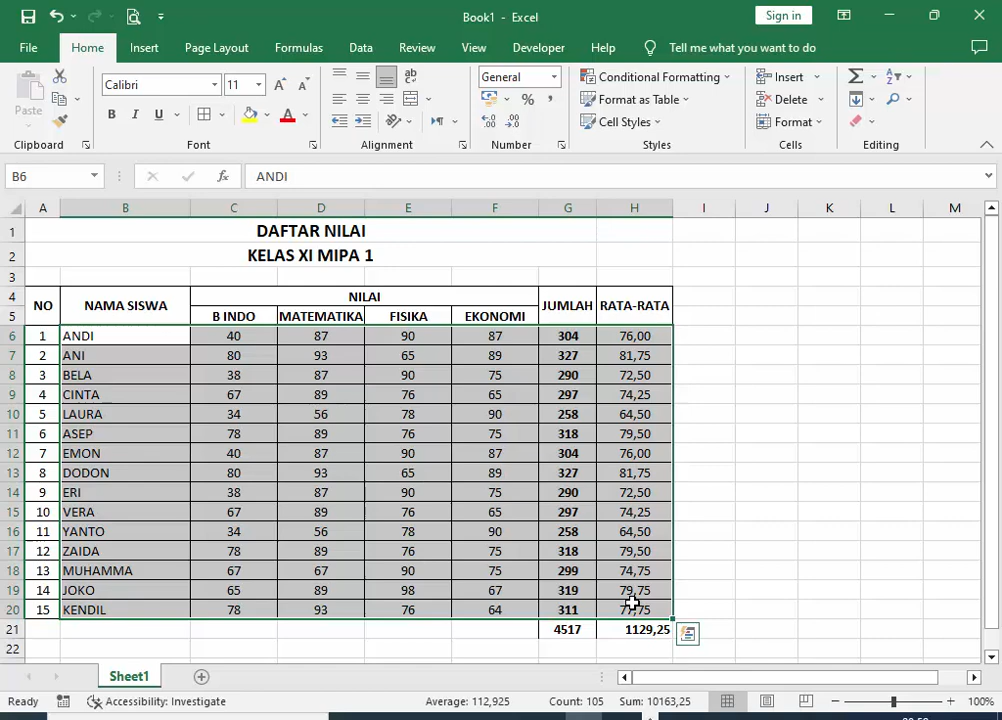 Book1 - Excel
Sign in
File Home Insert Page Layout Formulas Data Review View Developer Help Tell me what you want to do
Paste
Calibri 11
General
Conditional Formatting
Format as Table
Cell Styles
Insert
Delete
Format
Clipboard Font Alignment Number Styles Cells Editing
B6 fx ANDI
A B C D E F G H I J K L M
1 DAFTAR NILAI
2 KELAS XI MIPA 1
3
4 NO NAMA SISWA NILAI JUMLAH RATA-RATA
5 B INDO MATEMATIKA FISIKA EKONOMI
6 1 ANDI 40 87 90 87 304 76,00
7 2 ANI 80 93 65 89 327 81,75
8 3 BELA 38 87 90 75 290 72,50
9 4 CINTA 67 89 76 65 297 74,25
10 5 LAURA 34 56 78 90 258 64,50
11 6 ASEP 78 89 76 75 318 79,50
12 7 EMON 40 87 90 87 304 76,00
13 8 DODON 80 93 65 89 327 81,75
14 9 ERI 38 87 90 75 290 72,50
15 10 VERA 67 89 76 65 297 74,25
16 11 YANTO 34 56 78 90 258 64,50
17 12 ZAIDA 78 89 76 75 318 79,50
18 13 MUHAMMA 67 67 90 75 299 74,75
19 14 JOKO 65 89 98 67 319 79,75
20 15 KENDIL 78 93 76 64 311 77,75
21 4517 1129,25
22
Sheet1
Ready Accessibility: Investigate Average: 112,925 Count: 105 Sum: 10163,25 100%